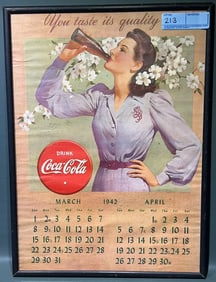 You taste its quality
213
DRINK
Coca-Cola
MARCH 1942 APRIL
1 2 3 4 5 6 7 1 2 3 4
8 9 10 11 12 13 14 5 6 7 8 9 10 11
15 16 17 18 19 20 21 12 13 14 15 16 17 18
22 23 24 25 26 27 28 19 20 21 22 23 24 25
29 30 31 26 27 28 29 30